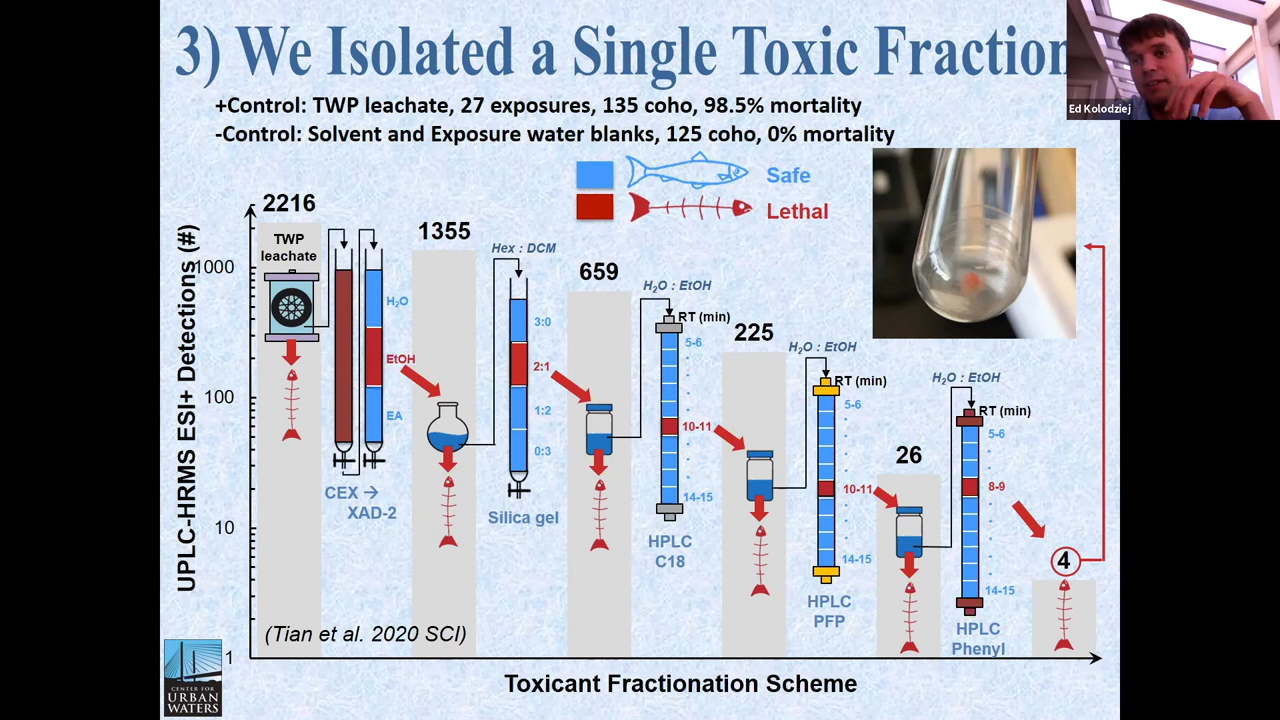 3) We Isolated a Single Toxic Fraction
Ed Kolodziej
+Control: TWP leachate, 27 exposures, 135 coho, 98.5% mortality
-Control: Solvent and Exposure water blanks, 125 coho, 0% mortality
Safe
Lethal
UPLC-HRMS ESI+ Detections (#)
1000
100
10
1
2216
TWP
leachate
H₂O
EtOH
EA
CEX →
XAD-2
1355
Hex : DCM
3:0
2:1
1:2
0:3
Silica gel
659
H₂O : EtOH
RT (min)
5-6
10-11
14-15
HPLC
C18
225
H₂O : EtOH
RT (min)
5-6
10-11
14-15
HPLC
PFP
26
H₂O : EtOH
RT (min)
5-6
8-9
14-15
HPLC
Phenyl
4
(Tian et al. 2020 SCI)
Toxicant Fractionation Scheme
CENTER FOR
URBAN
WATERS